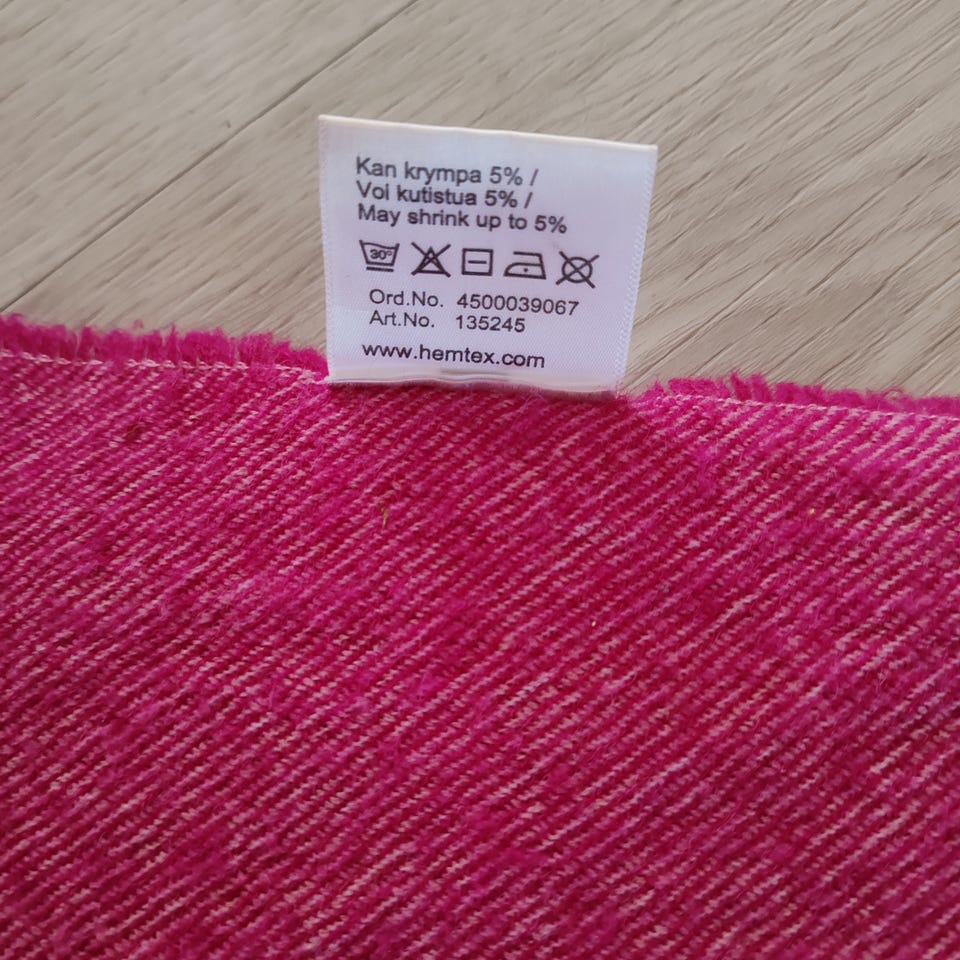 Kan krympa 5% /
Voi kutistua 5% /
May shrink up to 5%
30°
Ord.No. 4500039067
Art.No. 135245
www.hemtex.com